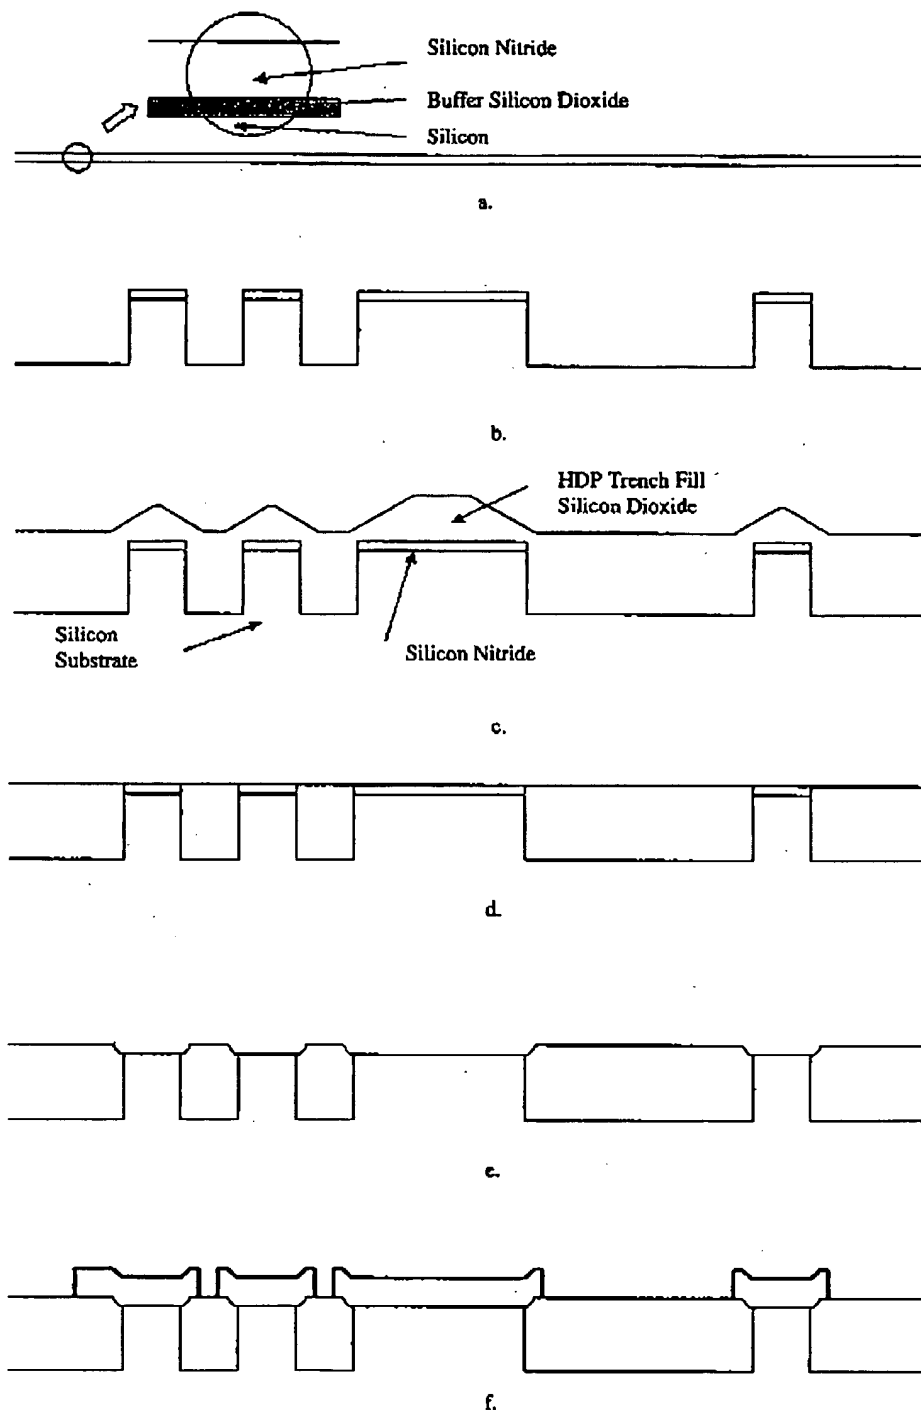 Silicon Nitride
Buffer Silicon Dioxide
Silicon
a.
b.
HDP Trench Fill
Silicon Dioxide
Silicon
Substrate
Silicon Nitride
c.
d.
e.
f.